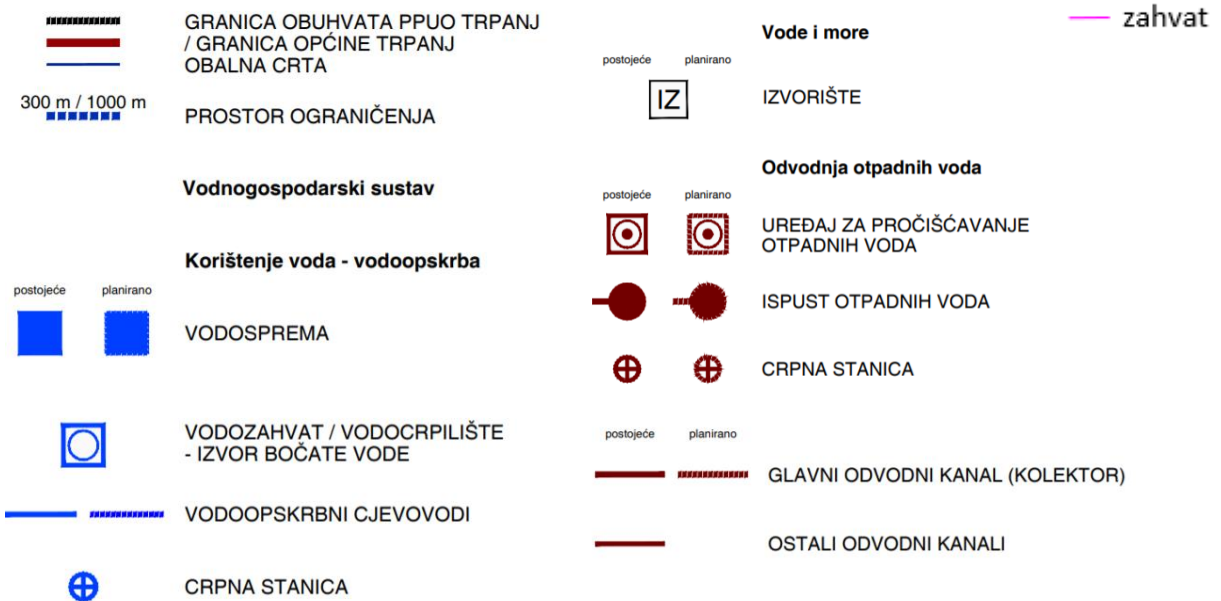 GRANICA OBUHVATA PPUO TRPANJ
/ GRANICA OPĆINE TRPANJ
OBALNA CRTA
300 m / 1000 m
PROSTOR OGRANIČENJA
Vodnogospodarski sustav
Korištenje voda - vodoopskrba
postojeće planirano
VODOSPREMA
VODOZAHVAT / VODOCRPILIŠTE
- IZVOR BOČATE VODE
VODOOPSKRBNI CJEVOVODI
CRPNA STANICA
Vode i more
postojeće planirano
IZ
IZVORIŠTE
Odvodnja otpadnih voda
postojeće planirano
UREĐAJ ZA PROČIŠĆAVANJE
OTPADNIH VODA
ISPUST OTPADNIH VODA
CRPNA STANICA
postojeće planirano
GLAVNI ODVODNI KANAL (KOLEKTOR)
OSTALI ODVODNI KANALI
zahvat